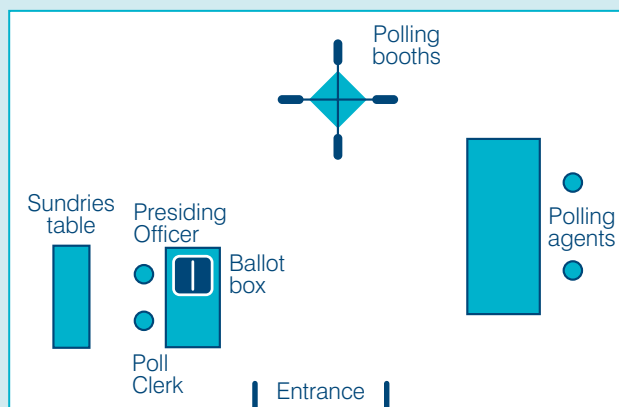 Polling
booths
Sundries
table
Presiding
Officer
Ballot
box
Polling
agents
Poll
Clerk
Entrance